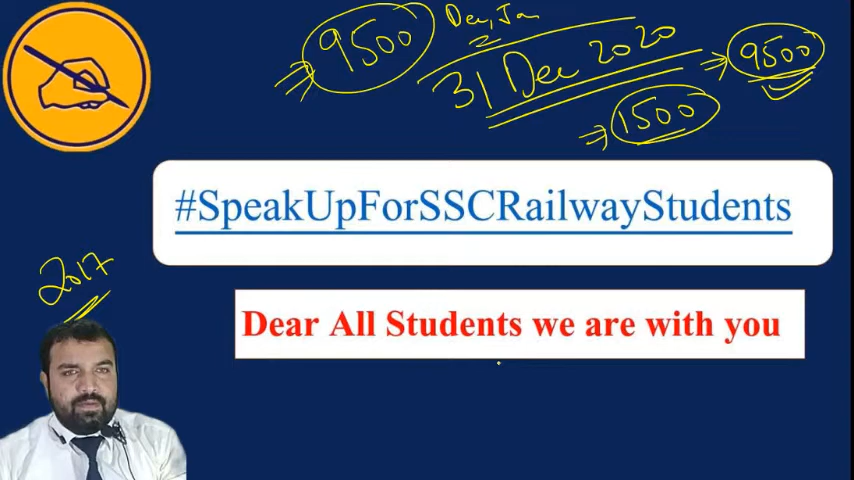 9500
Dec, Jan
31 Dec 2020
9500
1500
#SpeakUpForSSCRailwayStudents
2017
Dear All Students we are with you